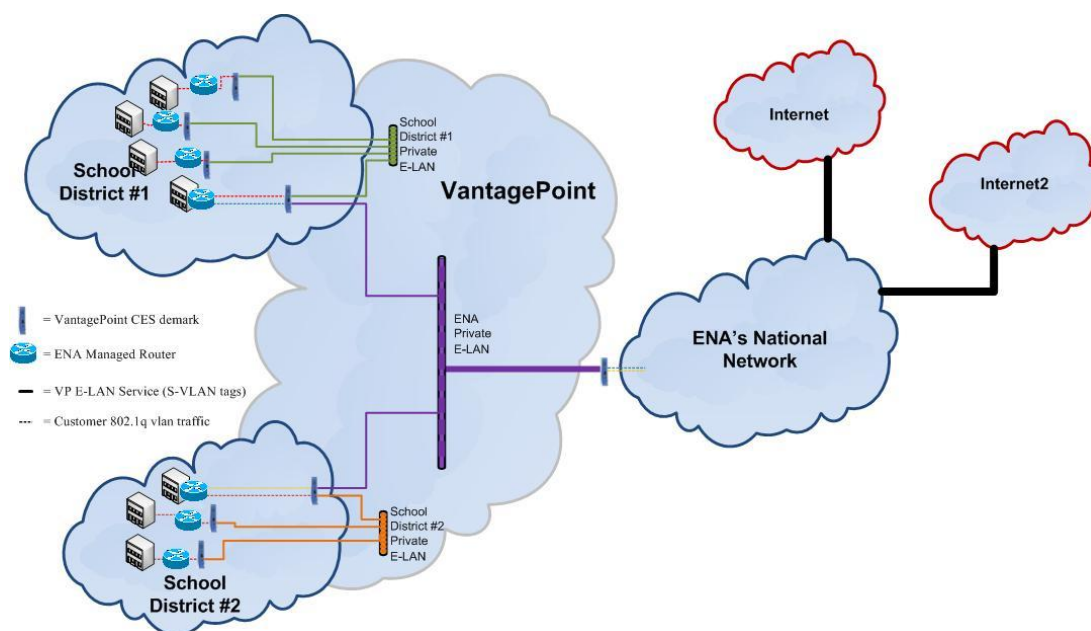 School
District #1
School
District #1
Private
E-LAN
VantagePoint
Internet
Internet2
= VantagePoint CES demark
= ENA Managed Router
= VP E-LAN Service (S-VLAN tags)
= Customer 802.1q vlan traffic
ENA
Private
E-LAN
ENA's National
Network
School
District #2
Private
E-LAN
School
District #2